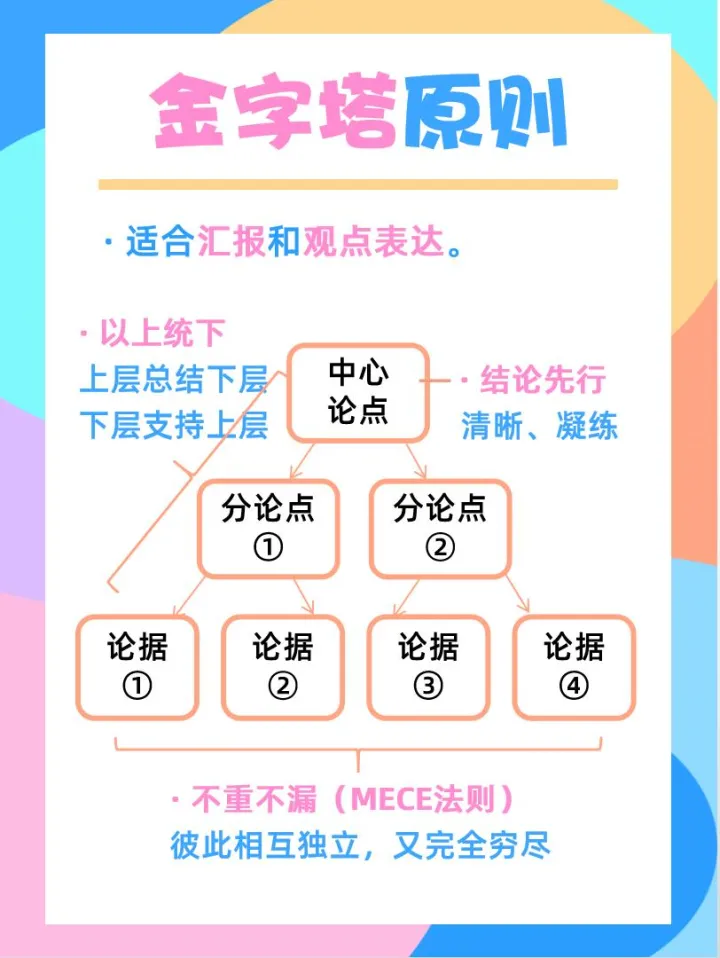 金字塔原则
· 适合汇报和观点表达。
· 以上统下
上层总结下层
下层支持上层
中心
论点
· 结论先行
清晰、凝练
分论点
①
分论点
②
论据
①
论据
②
论据
③
论据
④
· 不重不漏（MECE法则）
彼此相互独立，又完全穷尽